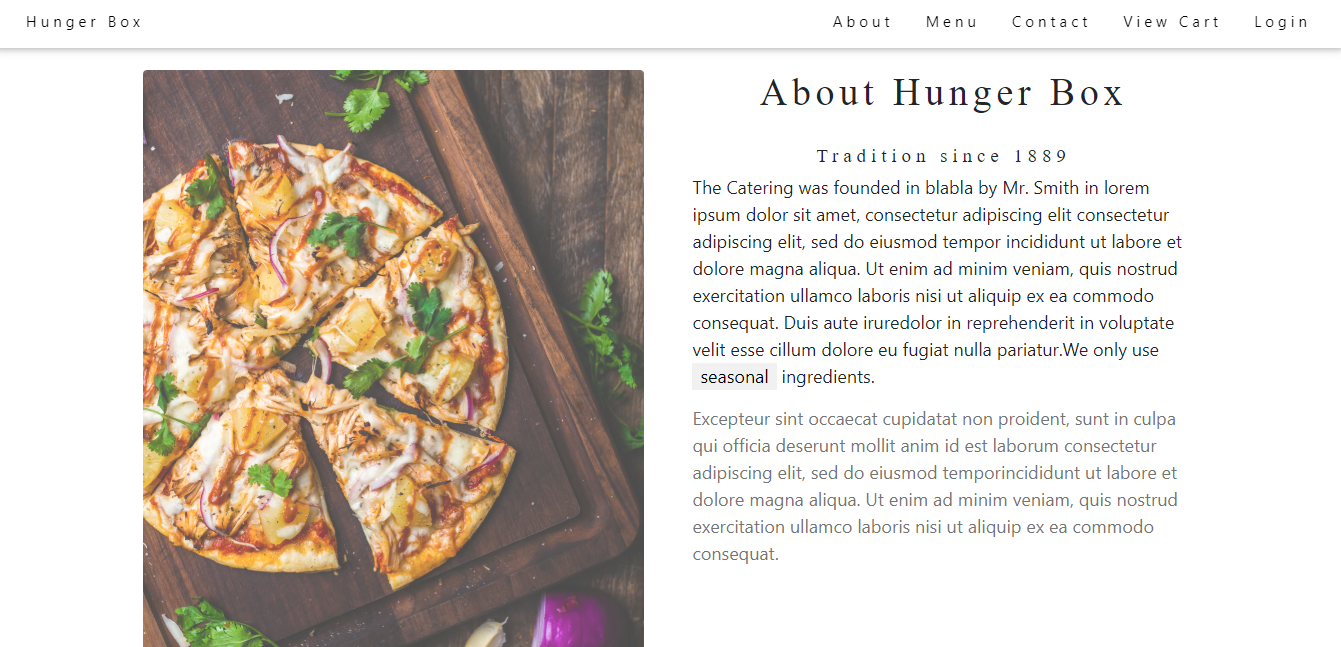 Hunger Box About Menu Contact View Cart Login
About Hunger Box
Tradition since 1889
The Catering was founded in blabla by Mr. Smith in lorem
ipsum dolor sit amet, consectetur adipiscing elit consectetur
adipiscing elit, sed do eiusmod tempor incididunt ut labore et
dolore magna aliqua. Ut enim ad minim veniam, quis nostrud
exercitation ullamco laboris nisi ut aliquip ex ea commodo
consequat. Duis aute iruredolor in reprehenderit in voluptate
velit esse cillum dolore eu fugiat nulla pariatur.We only use
seasonal ingredients.
Excepteur sint occaecat cupidatat non proident, sunt in culpa
qui officia deserunt mollit anim id est laborum consectetur
adipiscing elit, sed do eiusmod temporincididunt ut labore et
dolore magna aliqua. Ut enim ad minim veniam, quis nostrud
exercitation ullamco laboris nisi ut aliquip ex ea commodo
consequat.